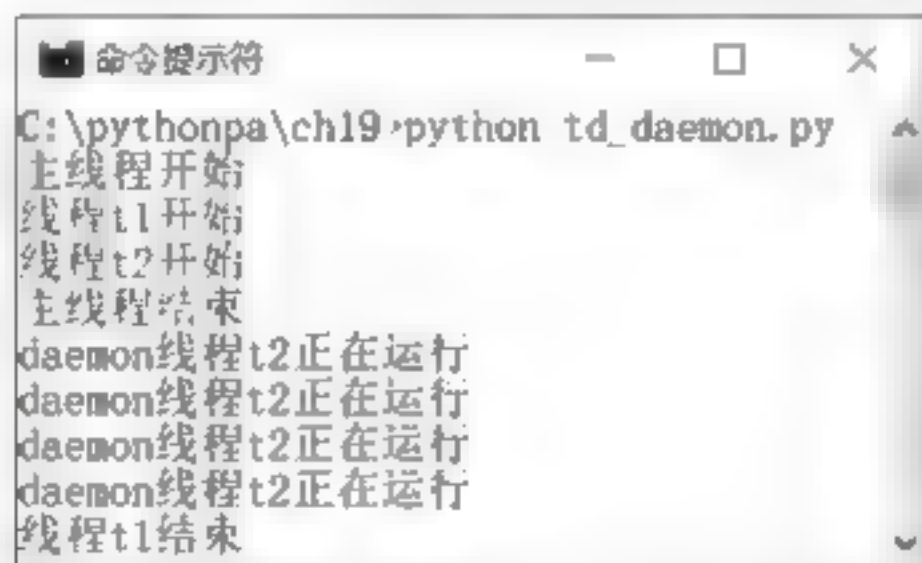 命令提示符
C:\pythonpa\ch19>python td_daemon.py
主线程开始
线程t1开始
线程t2开始
主线程结束
daemon线程t2正在运行
daemon线程t2正在运行
daemon线程t2正在运行
daemon线程t2正在运行
线程t1结束